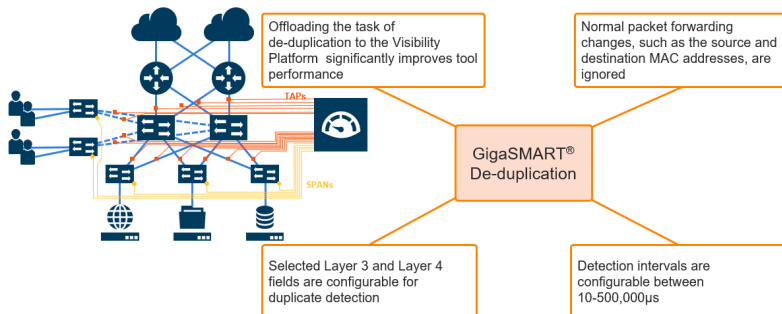 Offloading the task of
de-duplication to the Visibility
Platform significantly improves tool
performance
Normal packet forwarding
changes, such as the source and
destination MAC addresses, are
ignored
TAPs
SPANs
GigaSMART®
De-duplication
Selected Layer 3 and Layer 4
fields are configurable for
duplicate detection
Detection intervals are
configurable between
10-500,000µs